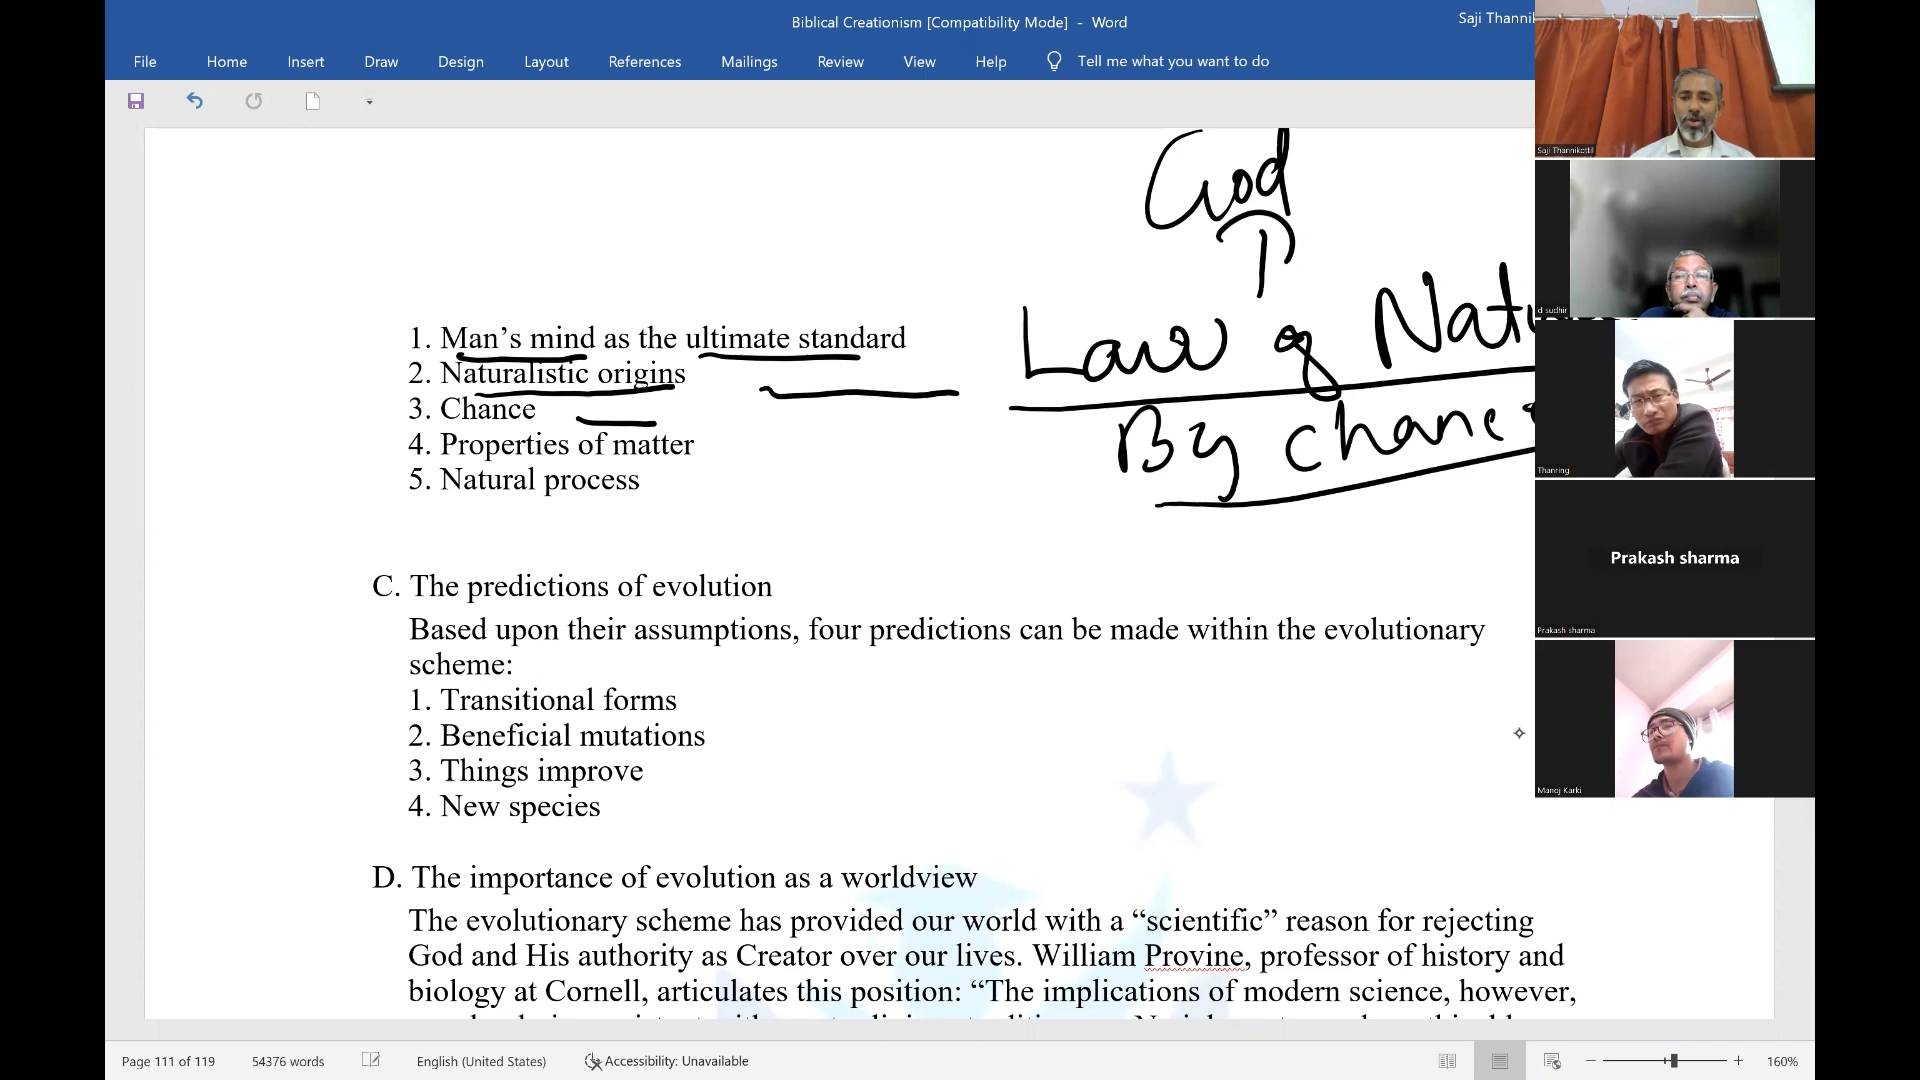 Biblical Creationism [Compatibility Mode] - Word
Saji Thannik
File Home Insert Draw Design Layout References Mailings Review View Help Tell me what you want to do
God
Law of Natu
By chance
1. Man’s mind as the ultimate standard
2. Naturalistic origins
3. Chance
4. Properties of matter
5. Natural process
C. The predictions of evolution
Based upon their assumptions, four predictions can be made within the evolutionary
scheme:
1. Transitional forms
2. Beneficial mutations
3. Things improve
4. New species
D. The importance of evolution as a worldview
The evolutionary scheme has provided our world with a “scientific” reason for rejecting
God and His authority as Creator over our lives. William Provine, professor of history and
biology at Cornell, articulates this position: “The implications of modern science, however,
Saji Thannikottil
d sudhir
Thanring
Prakash sharma
Prakash sharma
Manoj Karki
Page 111 of 119 54376 words English (United States) Accessibility: Unavailable 160%